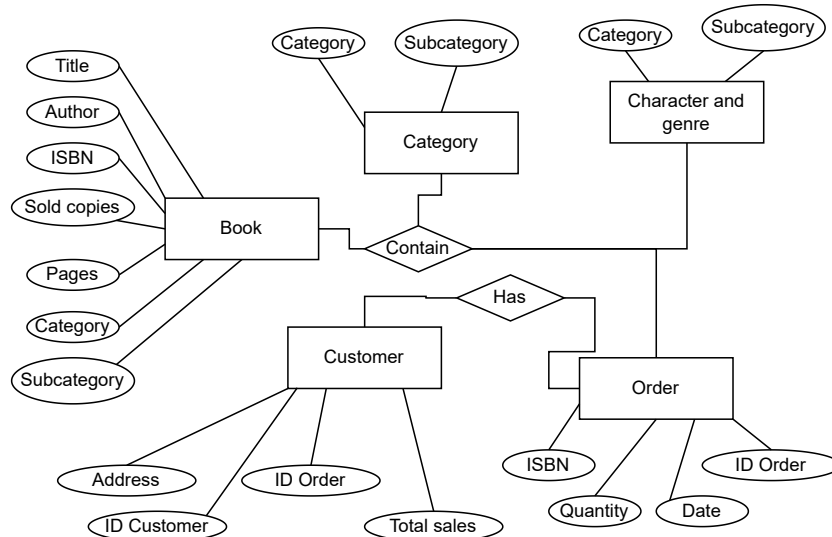 Category
Subcategory
Category
Subcategory
Title
Author
ISBN
Sold copies
Pages
Category
Subcategory
Book
Category
Character and
genre
Contain
Has
Customer
Order
Address
ID Customer
ID Order
Total sales
ISBN
Quantity
Date
ID Order